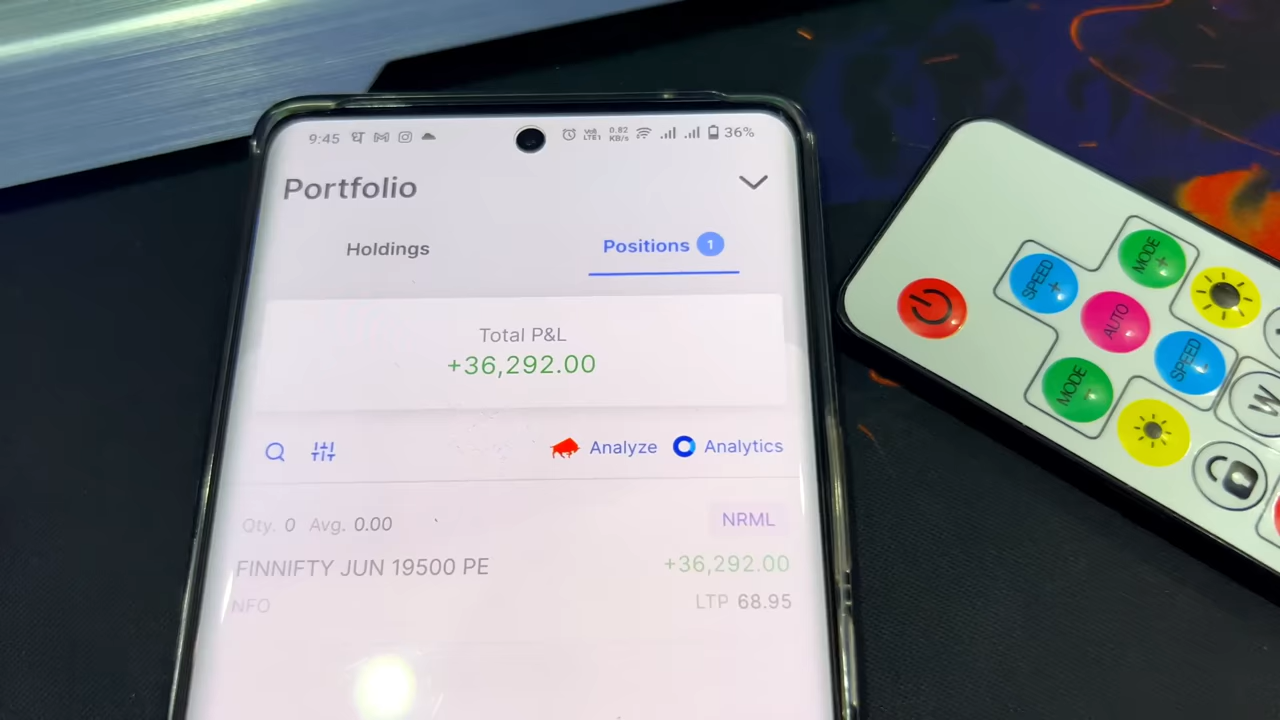 9:45 घ 0.82 KB/s VoB LTE1 36%
Portfolio
Holdings Positions 1
Total P&L
+36,292.00
Analyze Analytics
Qty. 0 Avg. 0.00 NRML
FINNIFTY JUN 19500 PE +36,292.00
NFO LTP 68.95
MODE +
SPEED +
AUTO
SPEED -
MODE -
W